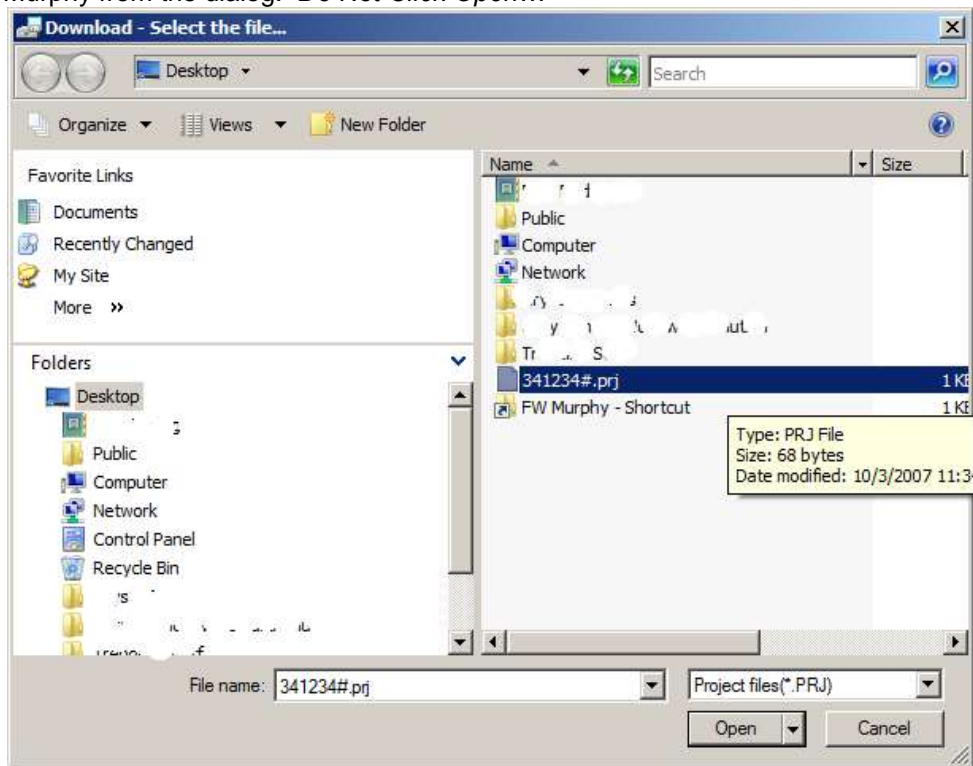 Murphy from the dialog. Do Not Click Open!!!
Download - Select the file...
Desktop
Search
Organize Views New Folder
Favorite Links
Documents
Recently Changed
My Site
More »
Folders
Desktop
Public
Computer
Network
Control Panel
Recycle Bin
Name Size
Public
Computer
Network
341234#.prj 1 KB
FW Murphy - Shortcut 1 KB
Type: PRJ File
Size: 68 bytes
Date modified: 10/3/2007 11:3
File name: 341234#.prj Project files(*.PRJ)
Open Cancel